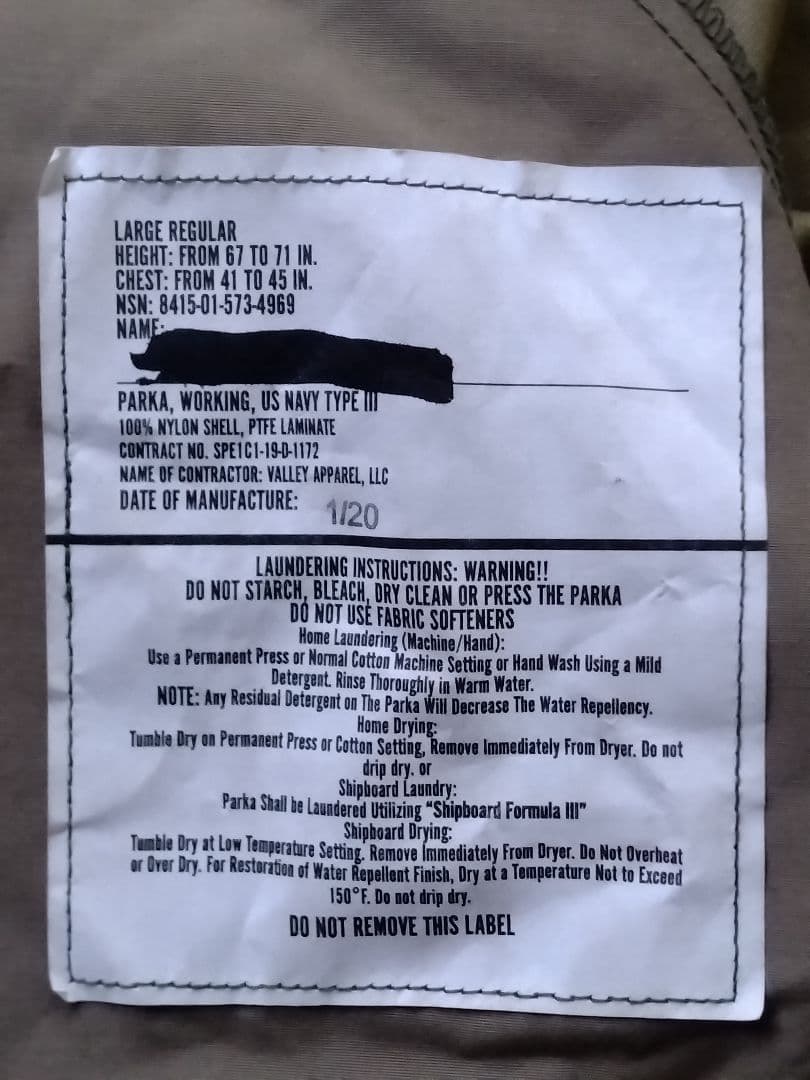 LARGE REGULAR
HEIGHT: FROM 67 TO 71 IN.
CHEST: FROM 41 TO 45 IN.
NSN: 8415-01-573-4969
NAME:
PARKA, WORKING, US NAVY TYPE III
100% NYLON SHELL, PTFE LAMINATE
CONTRACT NO. SPE1C1-19-D-1172
NAME OF CONTRACTOR: VALLEY APPAREL, LLC
DATE OF MANUFACTURE: 1/20
LAUNDERING INSTRUCTIONS: WARNING!!
DO NOT STARCH, BLEACH, DRY CLEAN OR PRESS THE PARKA
DO NOT USE FABRIC SOFTENERS
Home Laundering (Machine/Hand):
Use a Permanent Press or Normal Cotton Machine Setting or Hand Wash Using a Mild
Detergent. Rinse Thoroughly in Warm Water.
NOTE: Any Residual Detergent on The Parka Will Decrease The Water Repellency.
Home Drying:
Tumble Dry on Permanent Press or Cotton Setting, Remove Immediately From Dryer. Do not
drip dry. or
Shipboard Laundry:
Parka Shall be Laundered Utilizing "Shipboard Formula III"
Shipboard Drying:
Tumble Dry at Low Temperature Setting. Remove Immediately From Dryer. Do Not Overheat
or Over Dry. For Restoration of Water Repellent Finish, Dry at a Temperature Not to Exceed
150°F. Do not drip dry.
DO NOT REMOVE THIS LABEL